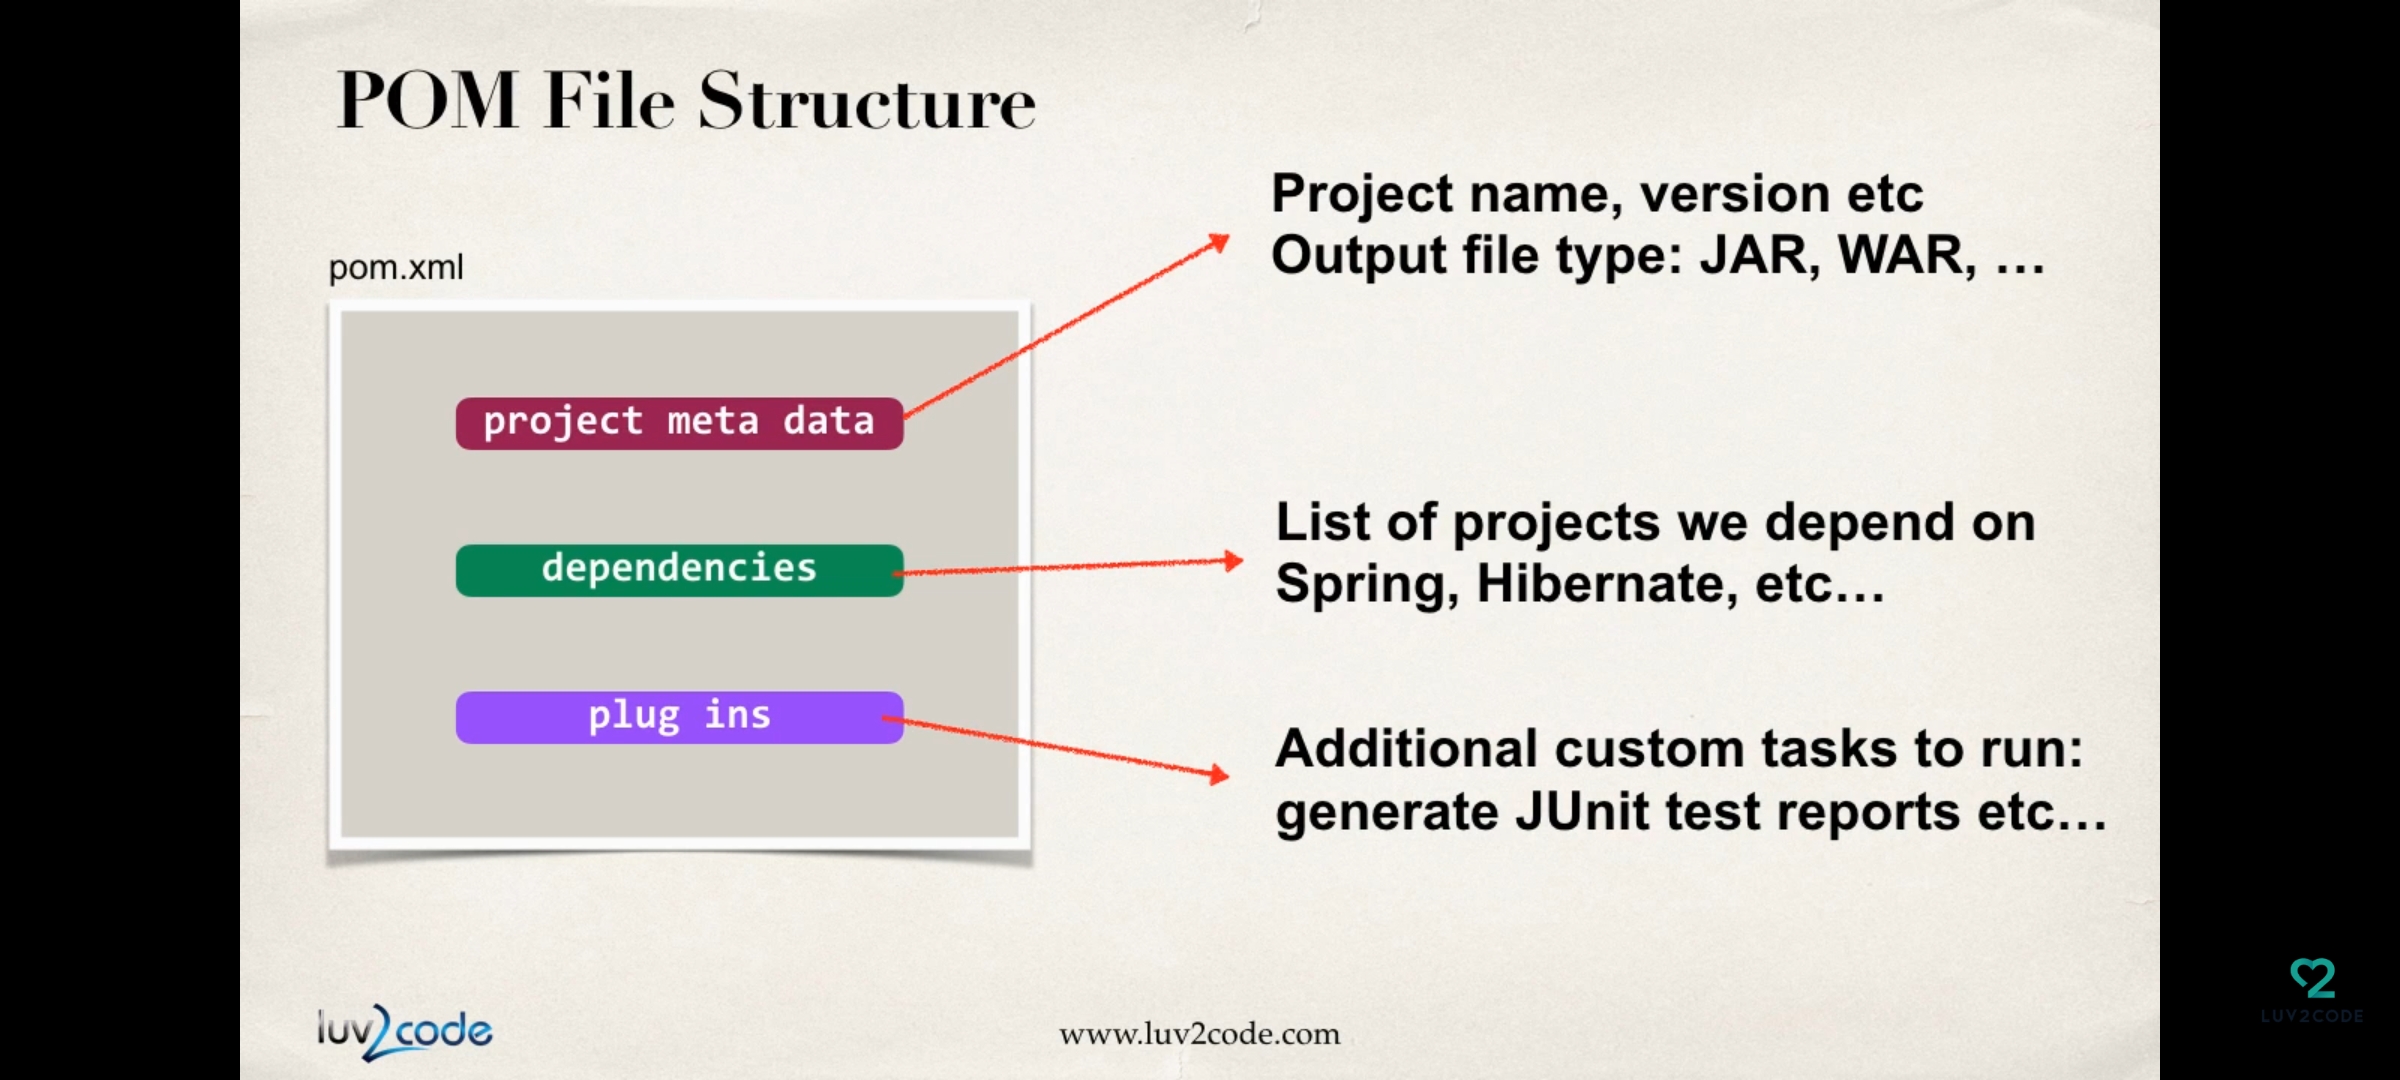 POM File Structure
Project name, version etc
Output file type: JAR, WAR, …
pom.xml
project meta data
dependencies
List of projects we depend on
Spring, Hibernate, etc…
plug ins
Additional custom tasks to run:
generate JUnit test reports etc…
luv2code
www.luv2code.com
LUV2CODE